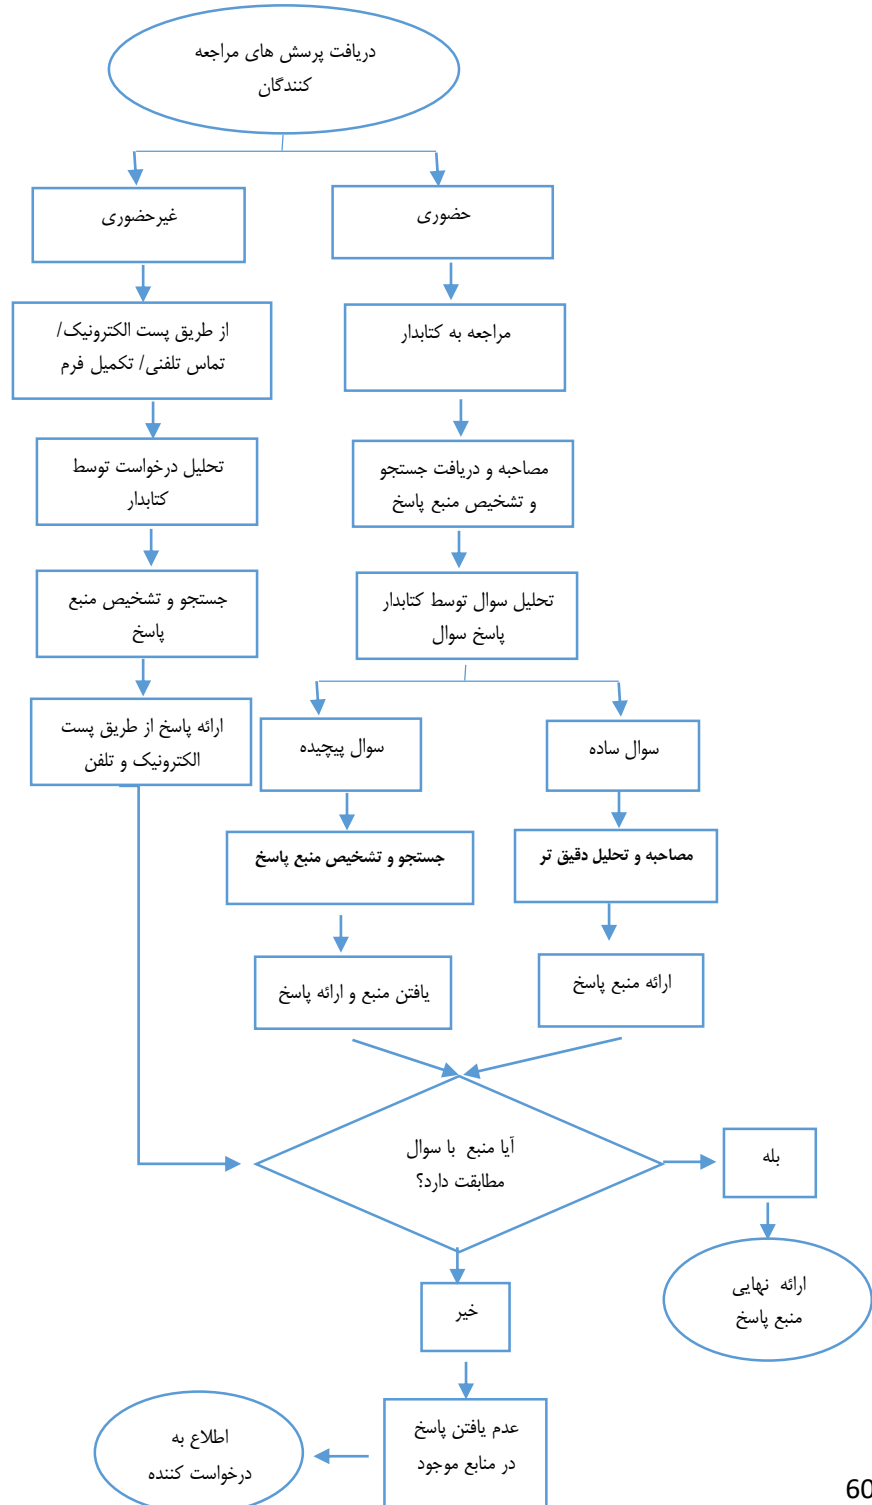 دریافت پرسش های مراجعه
کنندگان
حضوری
غیرحضوری
مراجعه به کتابدار
از طریق پست الکترونیک/
تماس تلفنی/ تکمیل فرم
مصاحبه و دریافت جستجو
و تشخیص منبع پاسخ
تحلیل درخواست توسط
کتابدار
تحلیل سوال توسط کتابدار
پاسخ سوال
جستجو و تشخیص منبع
پاسخ
ارائه پاسخ از طریق پست
الکترونیک و تلفن
سوال ساده
سوال پیچیده
مصاحبه و تحلیل دقیق تر
جستجو و تشخیص منبع پاسخ
ارائه منبع پاسخ
یافتن منبع و ارائه پاسخ
آیا منبع با سوال
مطابقت دارد؟
بله
ارائه نهایی
منبع پاسخ
خیر
عدم یافتن پاسخ
در منابع موجود
اطلاع به
درخواست کننده
60